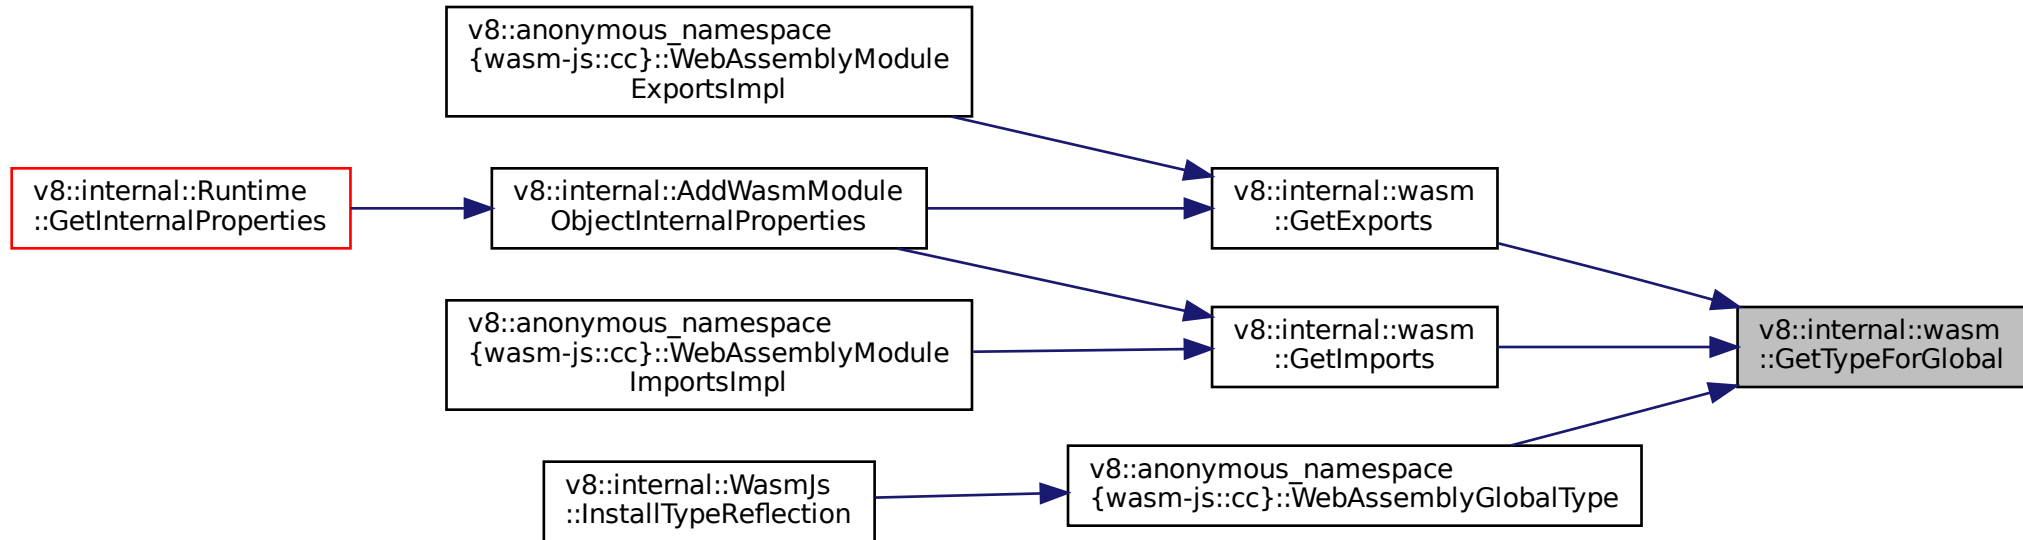 v8::anonymous_namespace
{wasm-js::cc}::WebAssemblyModule
ExportsImpl
v8::internal::Runtime
::GetInternalProperties
v8::internal::AddWasmModule
ObjectInternalProperties
v8::internal::wasm
::GetExports
v8::anonymous_namespace
{wasm-js::cc}::WebAssemblyModule
ImportsImpl
v8::internal::wasm
::GetImports
v8::internal::wasm
::GetTypeForGlobal
v8::internal::WasmJs
::InstallTypeReflection
v8::anonymous_namespace
{wasm-js::cc}::WebAssemblyGlobalType